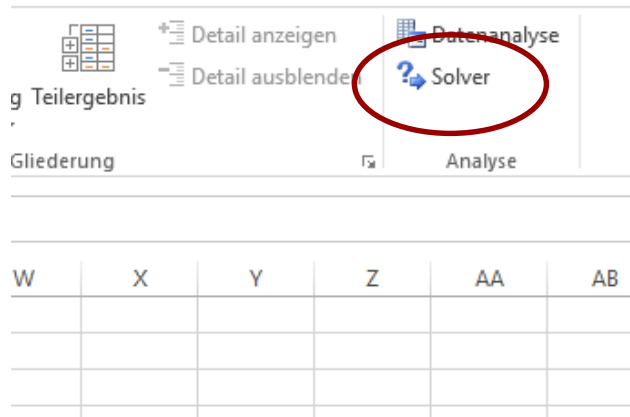 Detail anzeigen
Detail ausblenden
g Teilergebnis
Gliederung
Datenanalyse
Solver
Analyse
W X Y Z AA AB